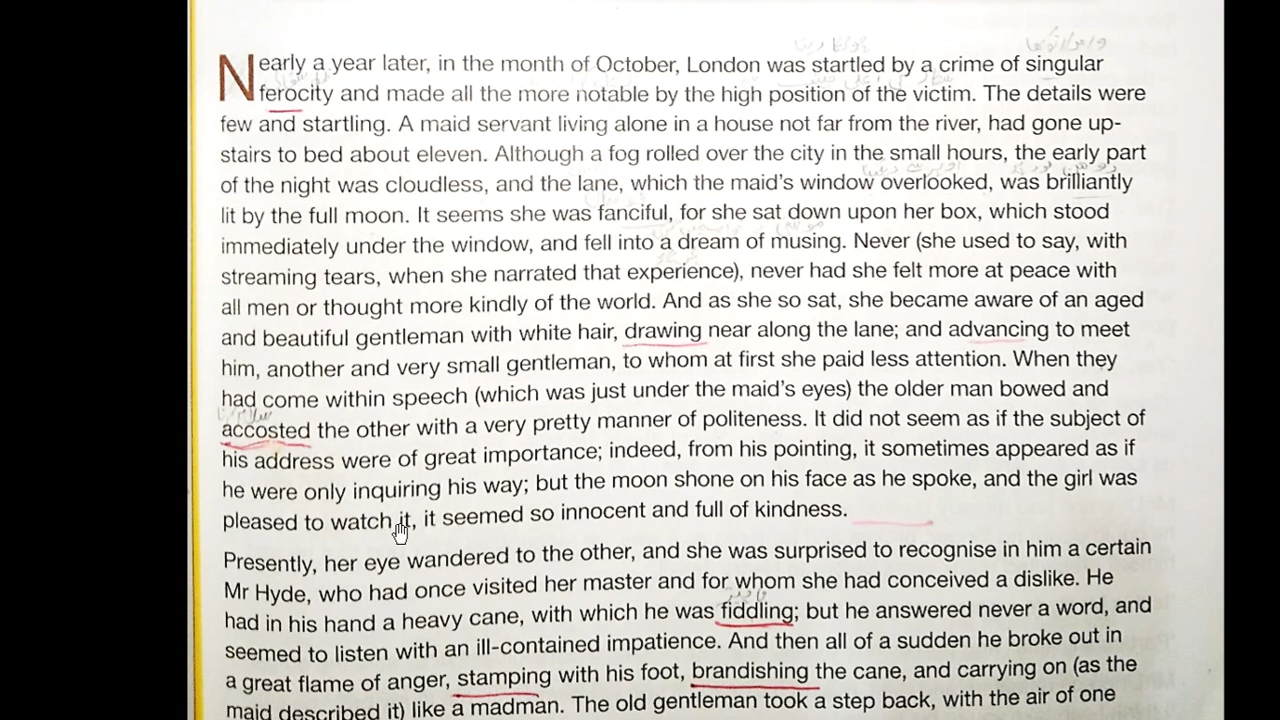 Nearly a year later, in the month of October, London was startled by a crime of singular
ferocity and made all the more notable by the high position of the victim. The details were
few and startling. A maid servant living alone in a house not far from the river, had gone up-
stairs to bed about eleven. Although a fog rolled over the city in the small hours, the early part
of the night was cloudless, and the lane, which the maid's window overlooked, was brilliantly
lit by the full moon. It seems she was fanciful, for she sat down upon her box, which stood
immediately under the window, and fell into a dream of musing. Never (she used to say, with
streaming tears, when she narrated that experience), never had she felt more at peace with
all men or thought more kindly of the world. And as she so sat, she became aware of an aged
and beautiful gentleman with white hair, drawing near along the lane; and advancing to meet
him, another and very small gentleman, to whom at first she paid less attention. When they
had come within speech (which was just under the maid's eyes) the older man bowed and
accosted the other with a very pretty manner of politeness. It did not seem as if the subject of
his address were of great importance; indeed, from his pointing, it sometimes appeared as if
he were only inquiring his way; but the moon shone on his face as he spoke, and the girl was
pleased to watch it, it seemed so innocent and full of kindness.
Presently, her eye wandered to the other, and she was surprised to recognise in him a certain
Mr Hyde, who had once visited her master and for whom she had conceived a dislike. He
had in his hand a heavy cane, with which he was fiddling; but he answered never a word, and
seemed to listen with an ill-contained impatience. And then all of a sudden he broke out in
a great flame of anger, stamping with his foot, brandishing the cane, and carrying on (as the
maid described it) like a madman. The old gentleman took a step back, with the air of one